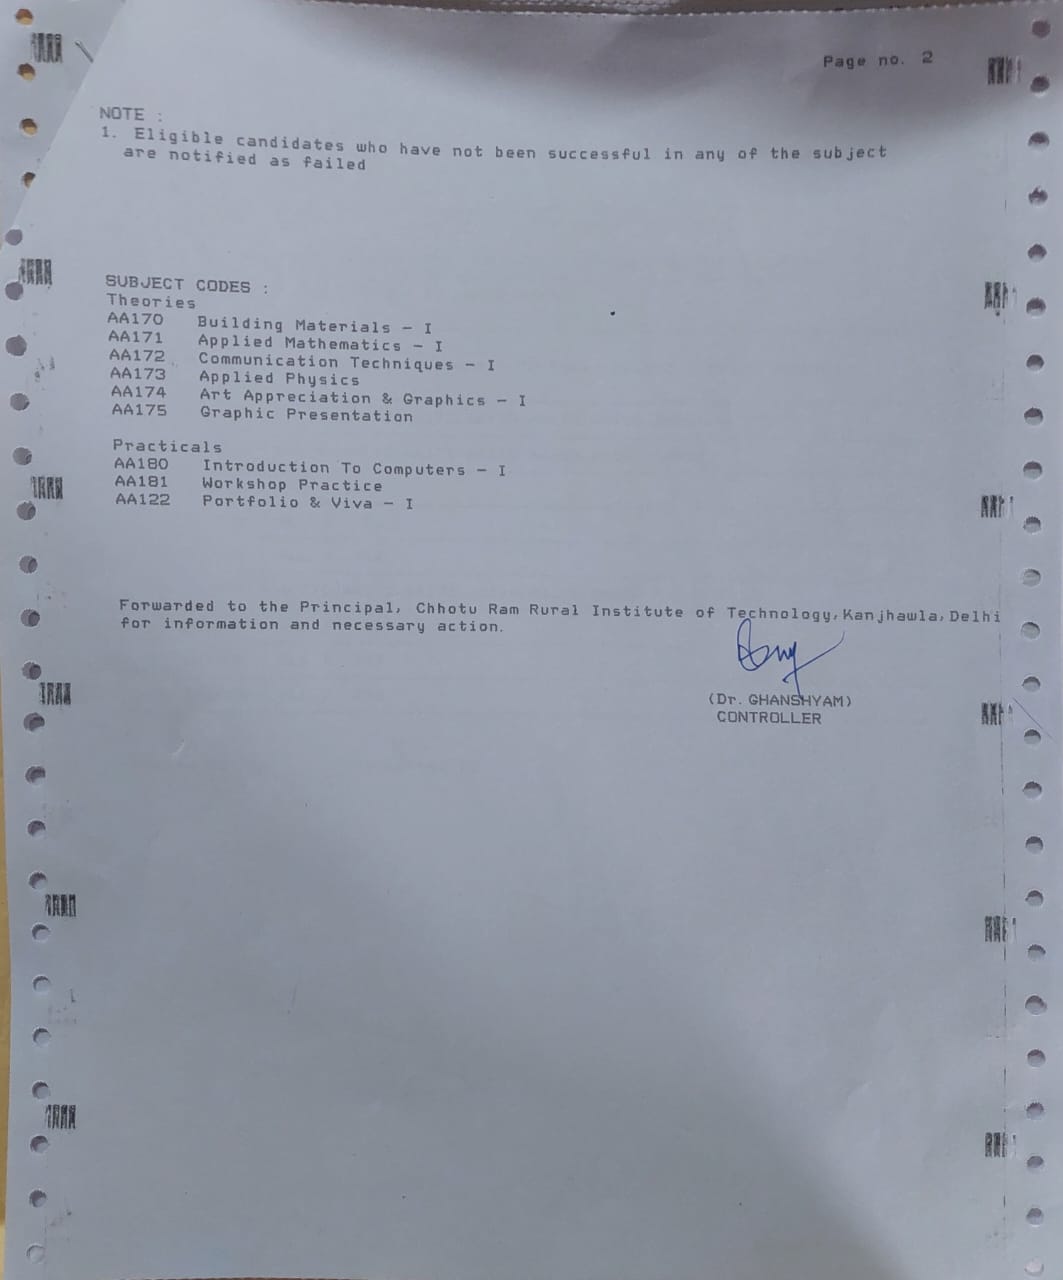 Page no. 2
NOTE :
1. Eligible candidates who have not been successful in any of the subject
are notified as failed
SUBJECT CODES :
Theories
AA170 Building Materials - I
AA171 Applied Mathematics - I
AA172 Communication Techniques - I
AA173 Applied Physics
AA174 Art Appreciation & Graphics - I
AA175 Graphic Presentation
Practicals
AA180 Introduction To Computers - I
AA181 Workshop Practice
AA122 Portfolio & Viva - I
Forwarded to the Principal, Chhotu Ram Rural Institute of Technology,Kanjhawla,Delhi
for information and necessary action.
(Dr. GHANSHYAM)
CONTROLLER